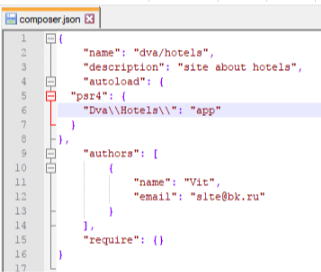 composer.json
1 {
2 "name": "dva/hotels",
3 "description": "site about hotels",
4 "autoload": {
5 "psr4": {
6 "Dva\\Hotels\\": "app"
7 }
8 },
9 "authors": [
10 {
11 "name": "Vit",
12 "email": "slte@bk.ru"
13 }
14 ],
15 "require": {}
16 }
17